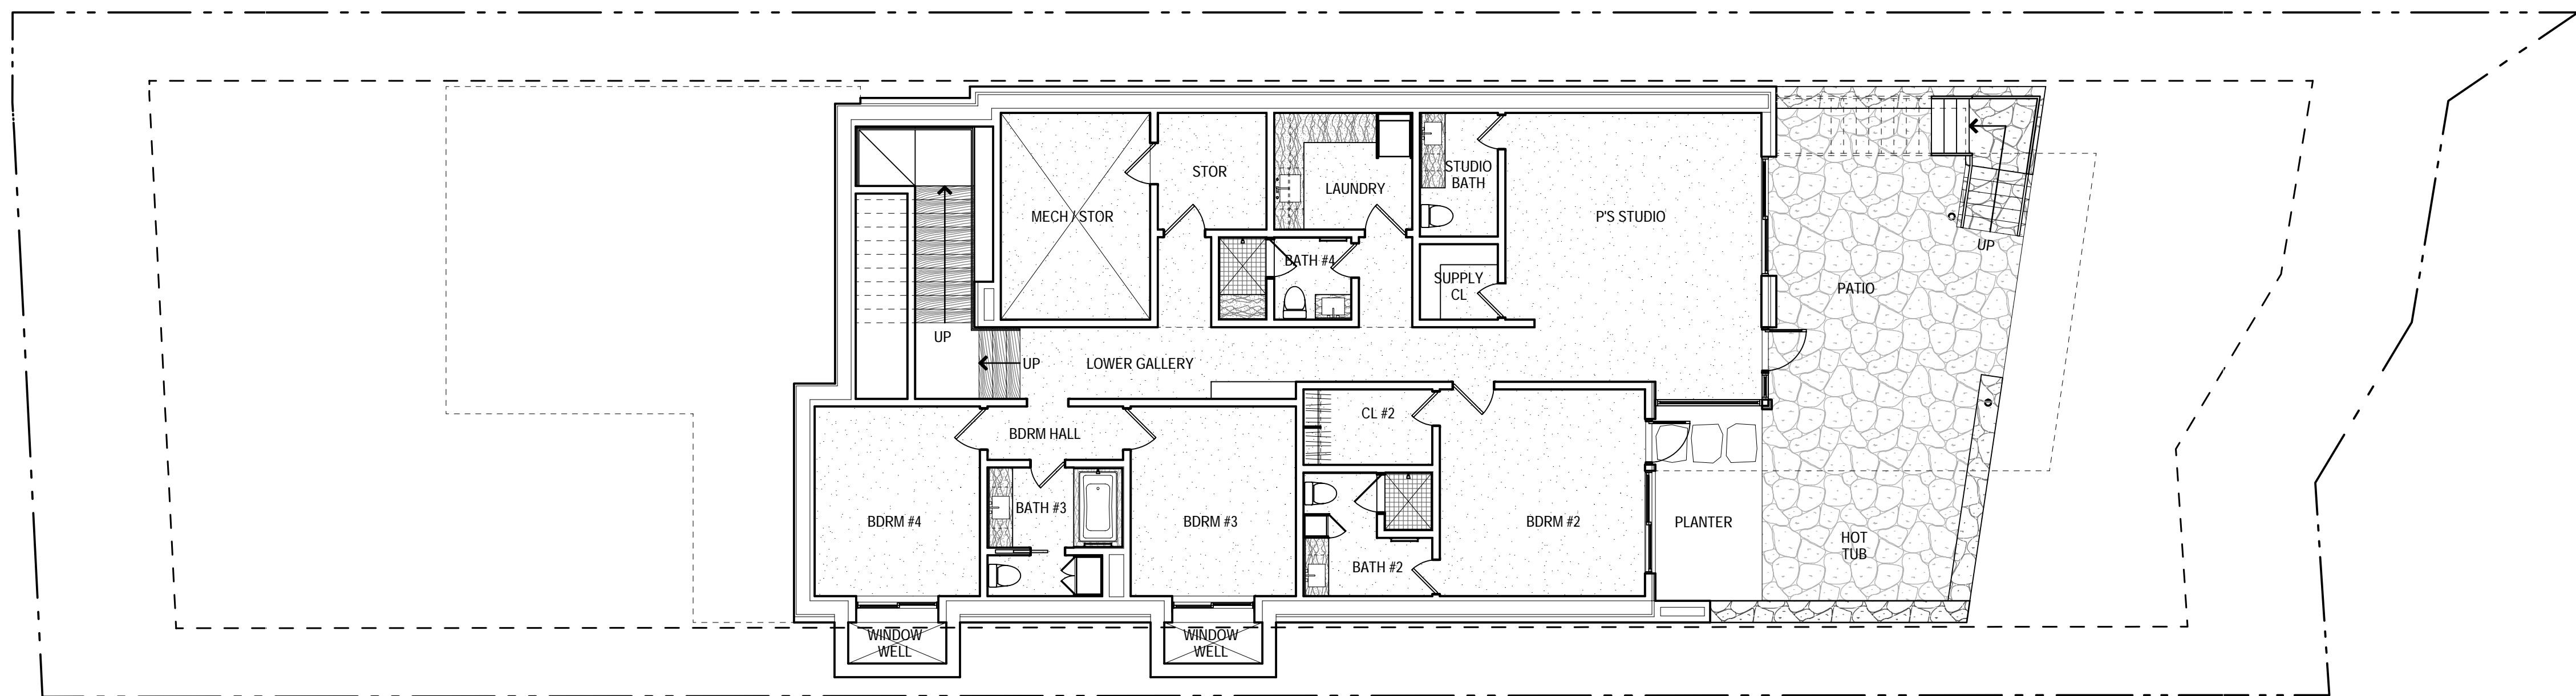 STOR
STUDIO
BATH
LAUNDRY
MECH / STOR
P'S STUDIO
UP
BATH #4
SUPPLY
CL
PATIO
UP
UP
LOWER GALLERY
CL #2
BDRM HALL
BATH #3
BDRM #4
BDRM #3
BDRM #2
PLANTER
HOT
TUB
BATH #2
WINDOW
WELL
WINDOW
WELL